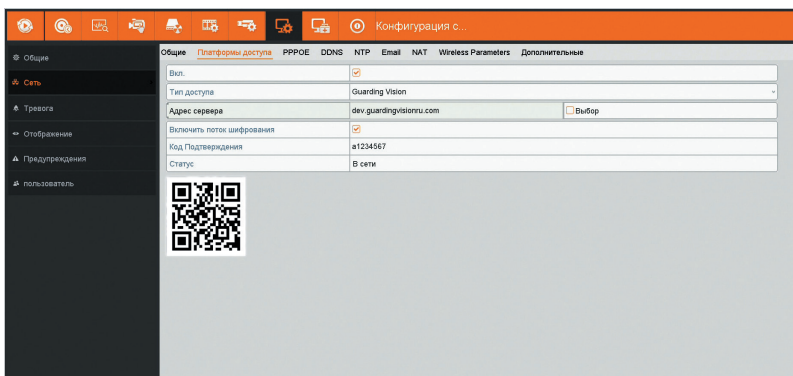 Конфигурация с...
Общие
Сеть
Тревога
Отображение
Предупреждения
пользователь
Общие Платформы доступа PPPOE DDNS NTP Email NAT Wireless Parameters Дополнительные
Вкл.
Тип доступа Guarding Vision
Адрес сервера dev.guardingvisionru.com Выбор
Включить поток шифрования
Код Подтверждения a1234567
Статус В сети